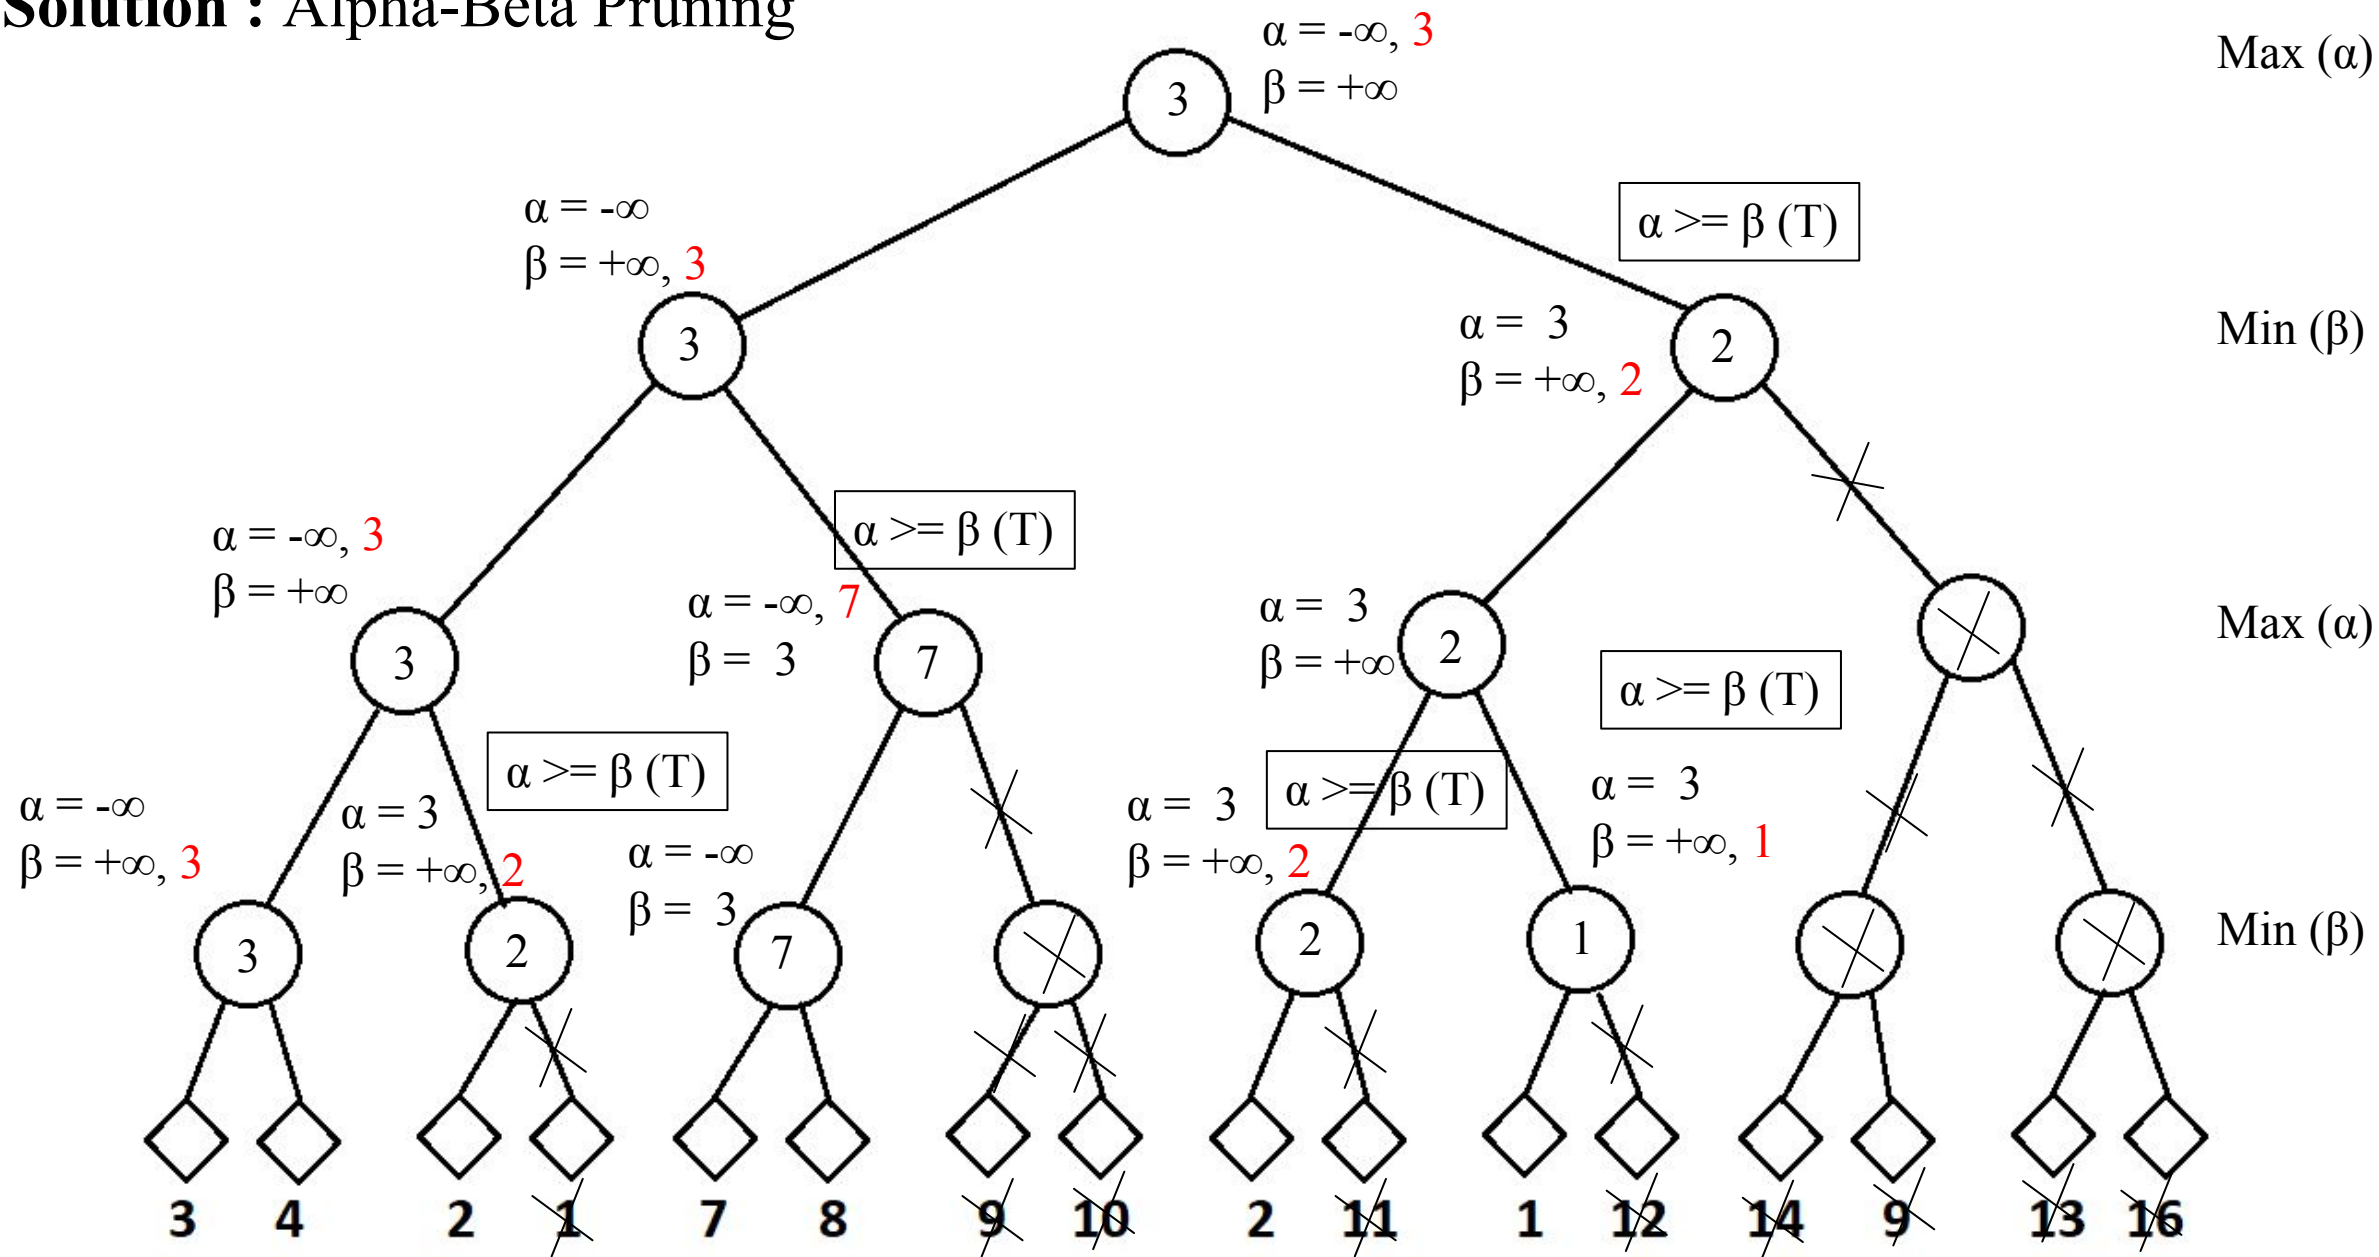 Solution : Alpha-Beta Pruning
α = -∞, 3
β = +∞
Max (α)
3
α = -∞
β = +∞, 3
α >= β (T)
3
α = 3
β = +∞, 2
2
Min (β)
α = -∞, 3
β = +∞
α >= β (T)
α = -∞, 7
β = 3
α = 3
β = +∞
Max (α)
3
7
2
α >= β (T)
α >= β (T)
α >= β (T)
α = -∞
β = +∞, 3
α = 3
β = +∞, 2
α = -∞
β = 3
α = 3
β = +∞, 2
α = 3
β = +∞, 1
Min (β)
3
2
7
2
1
3 4 2 1 7 8 9 10 2 11 1 12 14 9 13 16